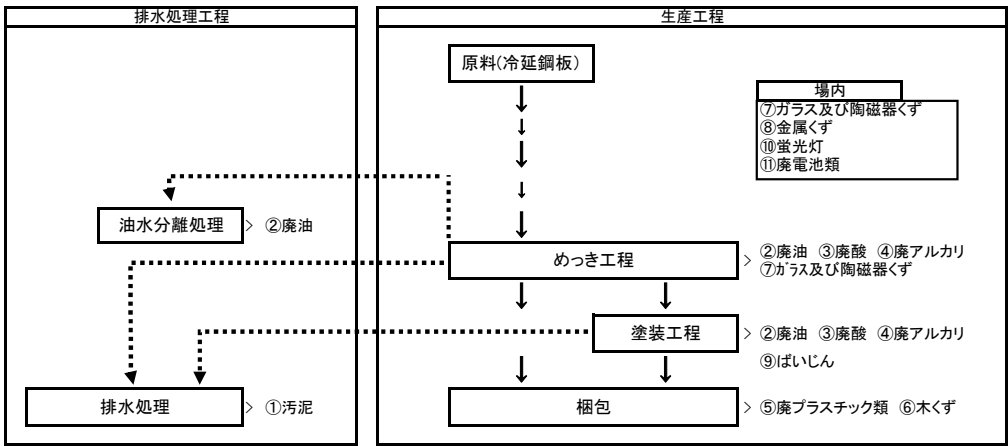 排水処理工程
生産工程
原料(冷延鋼板)
場内
⑦ガラス及び陶磁器くず
⑧金属くず
⑩蛍光灯
⑪廃電池類
油水分離処理
> ②廃油
めっき工程
> ②廃油 ③廃酸 ④廃アルカリ
⑦ガラス及び陶磁器くず
塗装工程
> ②廃油 ③廃酸 ④廃アルカリ
⑨ばいじん
排水処理
> ①汚泥
梱包
> ⑤廃プラスチック類 ⑥木くず